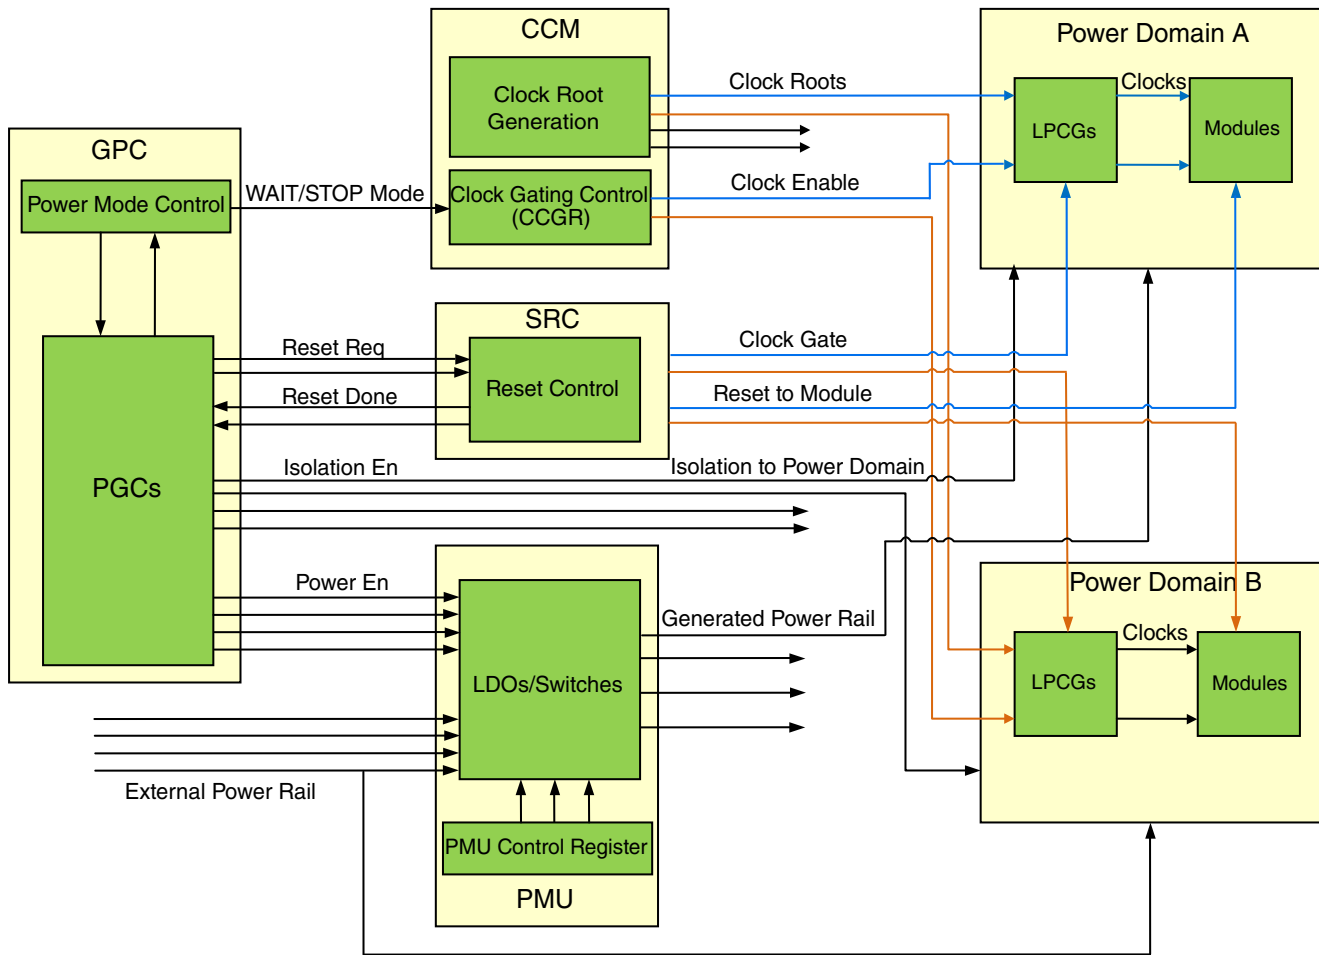 CCM
Clock Root
Generation
Clock Gating Control
(CCGR)
GPC
Power Mode Control
PGCs
WAIT/STOP Mode
Clock Roots
Clock Enable
Power Domain A
LPCGs
Clocks
Modules
SRC
Reset Control
Reset Req
Reset Done
Clock Gate
Reset to Module
Isolation En
Isolation to Power Domain
Power En
LDOs/Switches
Generated Power Rail
External Power Rail
PMU Control Register
PMU
Power Domain B
LPCGs
Clocks
Modules